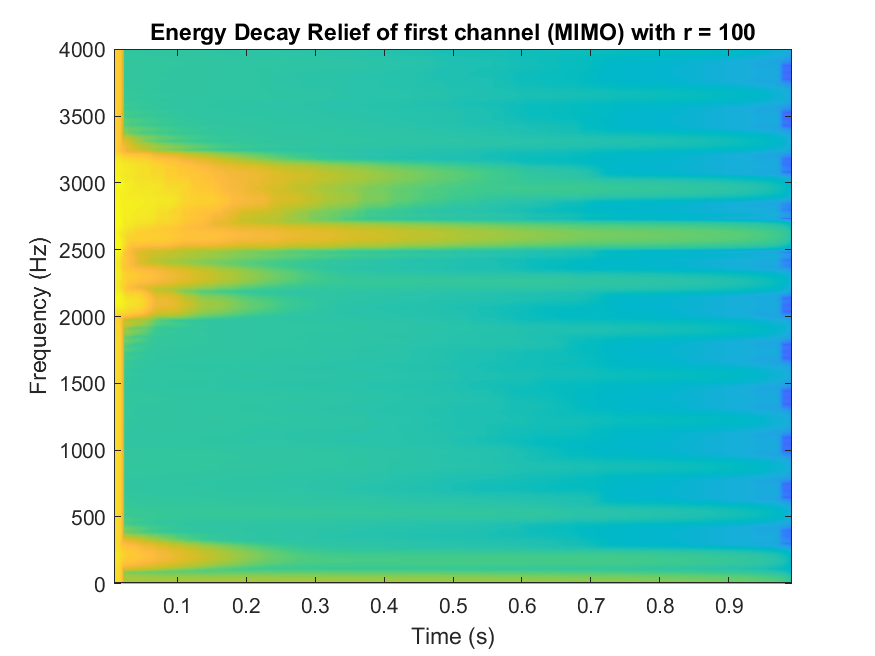 Energy Decay Relief of first channel (MIMO) with r = 100
Frequency (Hz)
4000
3500
3000
2500
2000
1500
1000
500
0
0.1 0.2 0.3 0.4 0.5 0.6 0.7 0.8 0.9
Time (s)